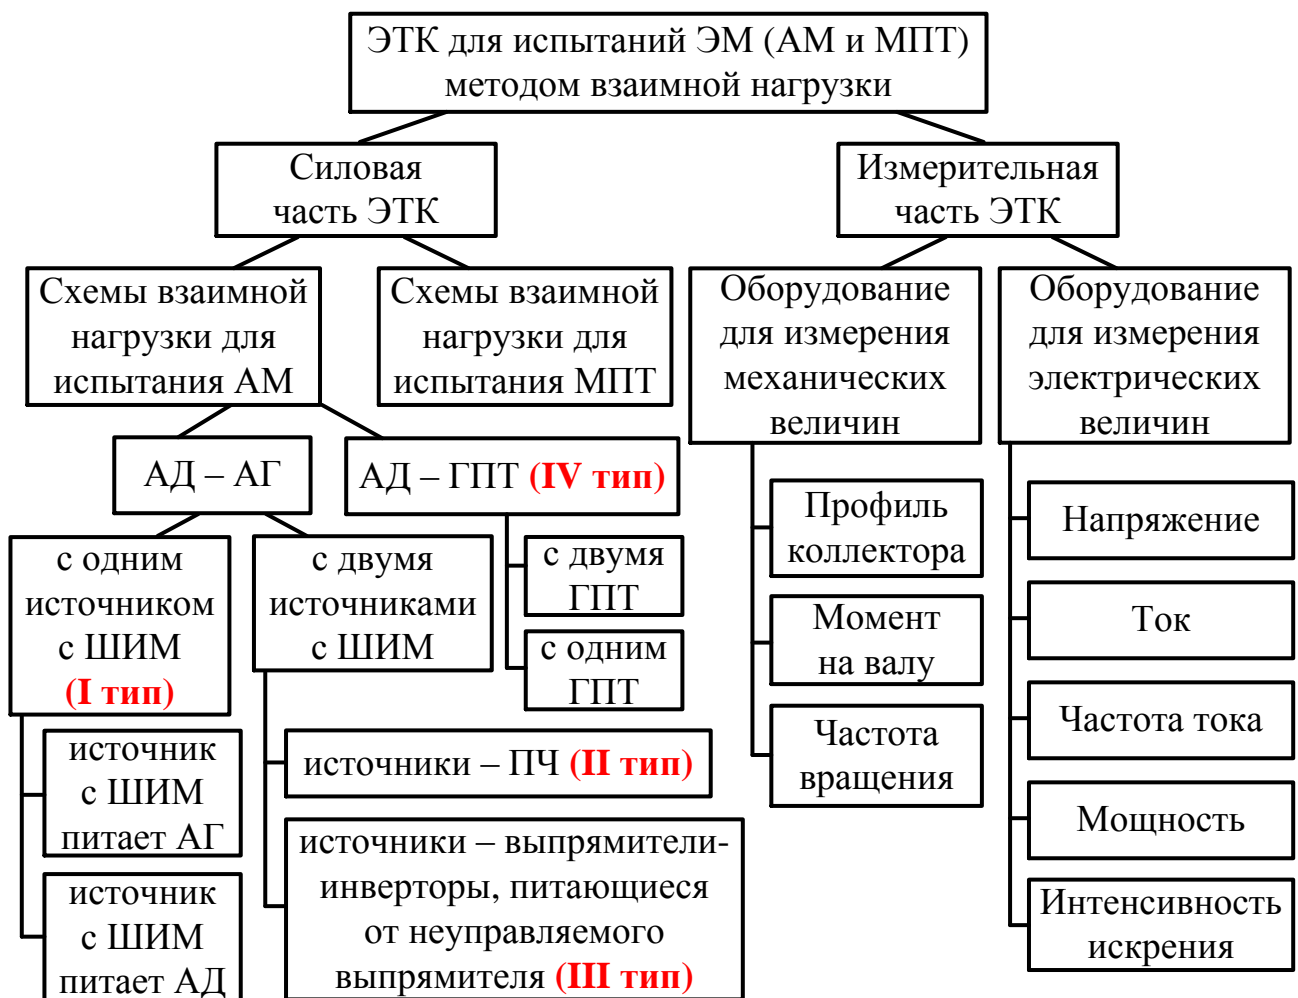 ЭТК для испытаний ЭМ (АМ и МПТ)
методом взаимной нагрузки
Силовая
часть ЭТК
Измерительная
часть ЭТК
Схемы взаимной
нагрузки для
испытания АМ
Схемы взаимной
нагрузки для
испытания МПТ
Оборудование
для измерения
механических
величин
Оборудование
для измерения
электрических
величин
АД – АГ
АД – ГПТ (IV тип)
с одним
источником
с ШИМ
(I тип)
с двумя
источниками
с ШИМ
с двумя
ГПТ
с одним
ГПТ
источник
с ШИМ
питает АГ
источник
с ШИМ
питает АД
источники – ПЧ (II тип)
источники – выпрямители-
инверторы, питающиеся
от неуправляемого
выпрямителя (III тип)
Профиль
коллектора
Момент
на валу
Частота
вращения
Напряжение
Ток
Частота тока
Мощность
Интенсивность
искрения